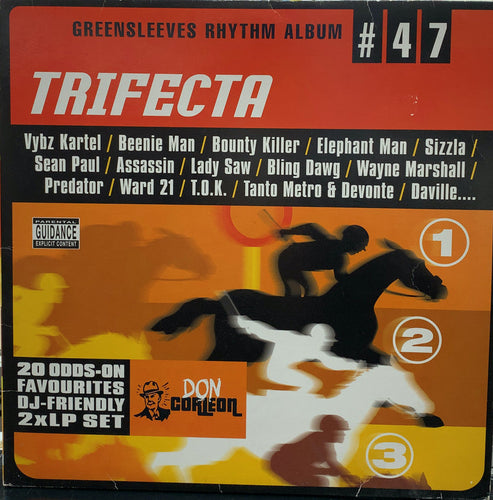 GREENSLEEVES RHYTHM ALBUM #47
TRIFECTA
Vybz Kartel / Beenie Man / Bounty Killer / Elephant Man / Sizzla /
Sean Paul / Assassin / Lady Saw / Bling Dawg / Wayne Marshall /
Predator / Ward 21 / T.O.K. / Tanto Metro & Devonte / Daville....
PARENTAL
GUIDANCE
EXPLICIT CONTENT
1
2
3
20 ODDS-ON
FAVOURITES
DJ-FRIENDLY
2xLP SET
DON
CORLEON